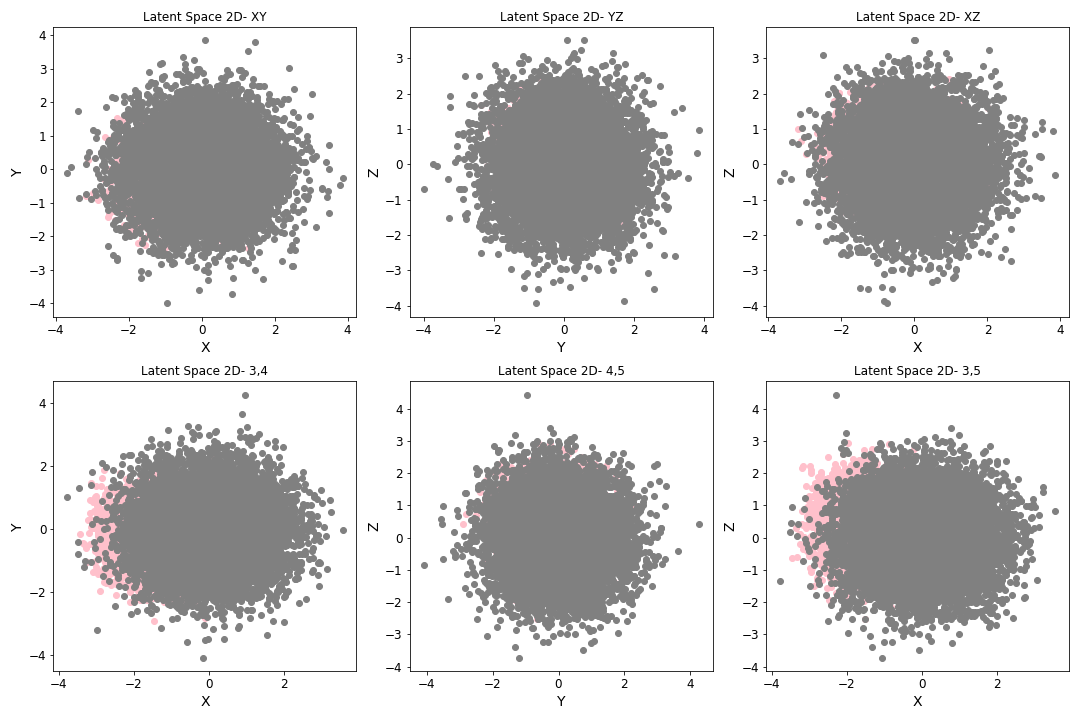 Latent Space 2D- XY
Latent Space 2D- YZ
Latent Space 2D- XZ
4
3
2
1
0
−1
−2
−3
−4
Y
−4 −2 0 2 4
X
3
2
1
0
−1
−2
−3
−4
Z
−4 −2 0 2 4
Y
3
2
1
0
−1
−2
−3
−4
Z
−4 −2 0 2 4
X
Latent Space 2D- 3,4
Latent Space 2D- 4,5
Latent Space 2D- 3,5
4
2
0
−2
−4
Y
−4 −2 0 2
X
4
3
2
1
0
−1
−2
−3
−4
Z
−4 −2 0 2 4
Y
4
3
2
1
0
−1
−2
−3
−4
Z
−4 −2 0 2
X